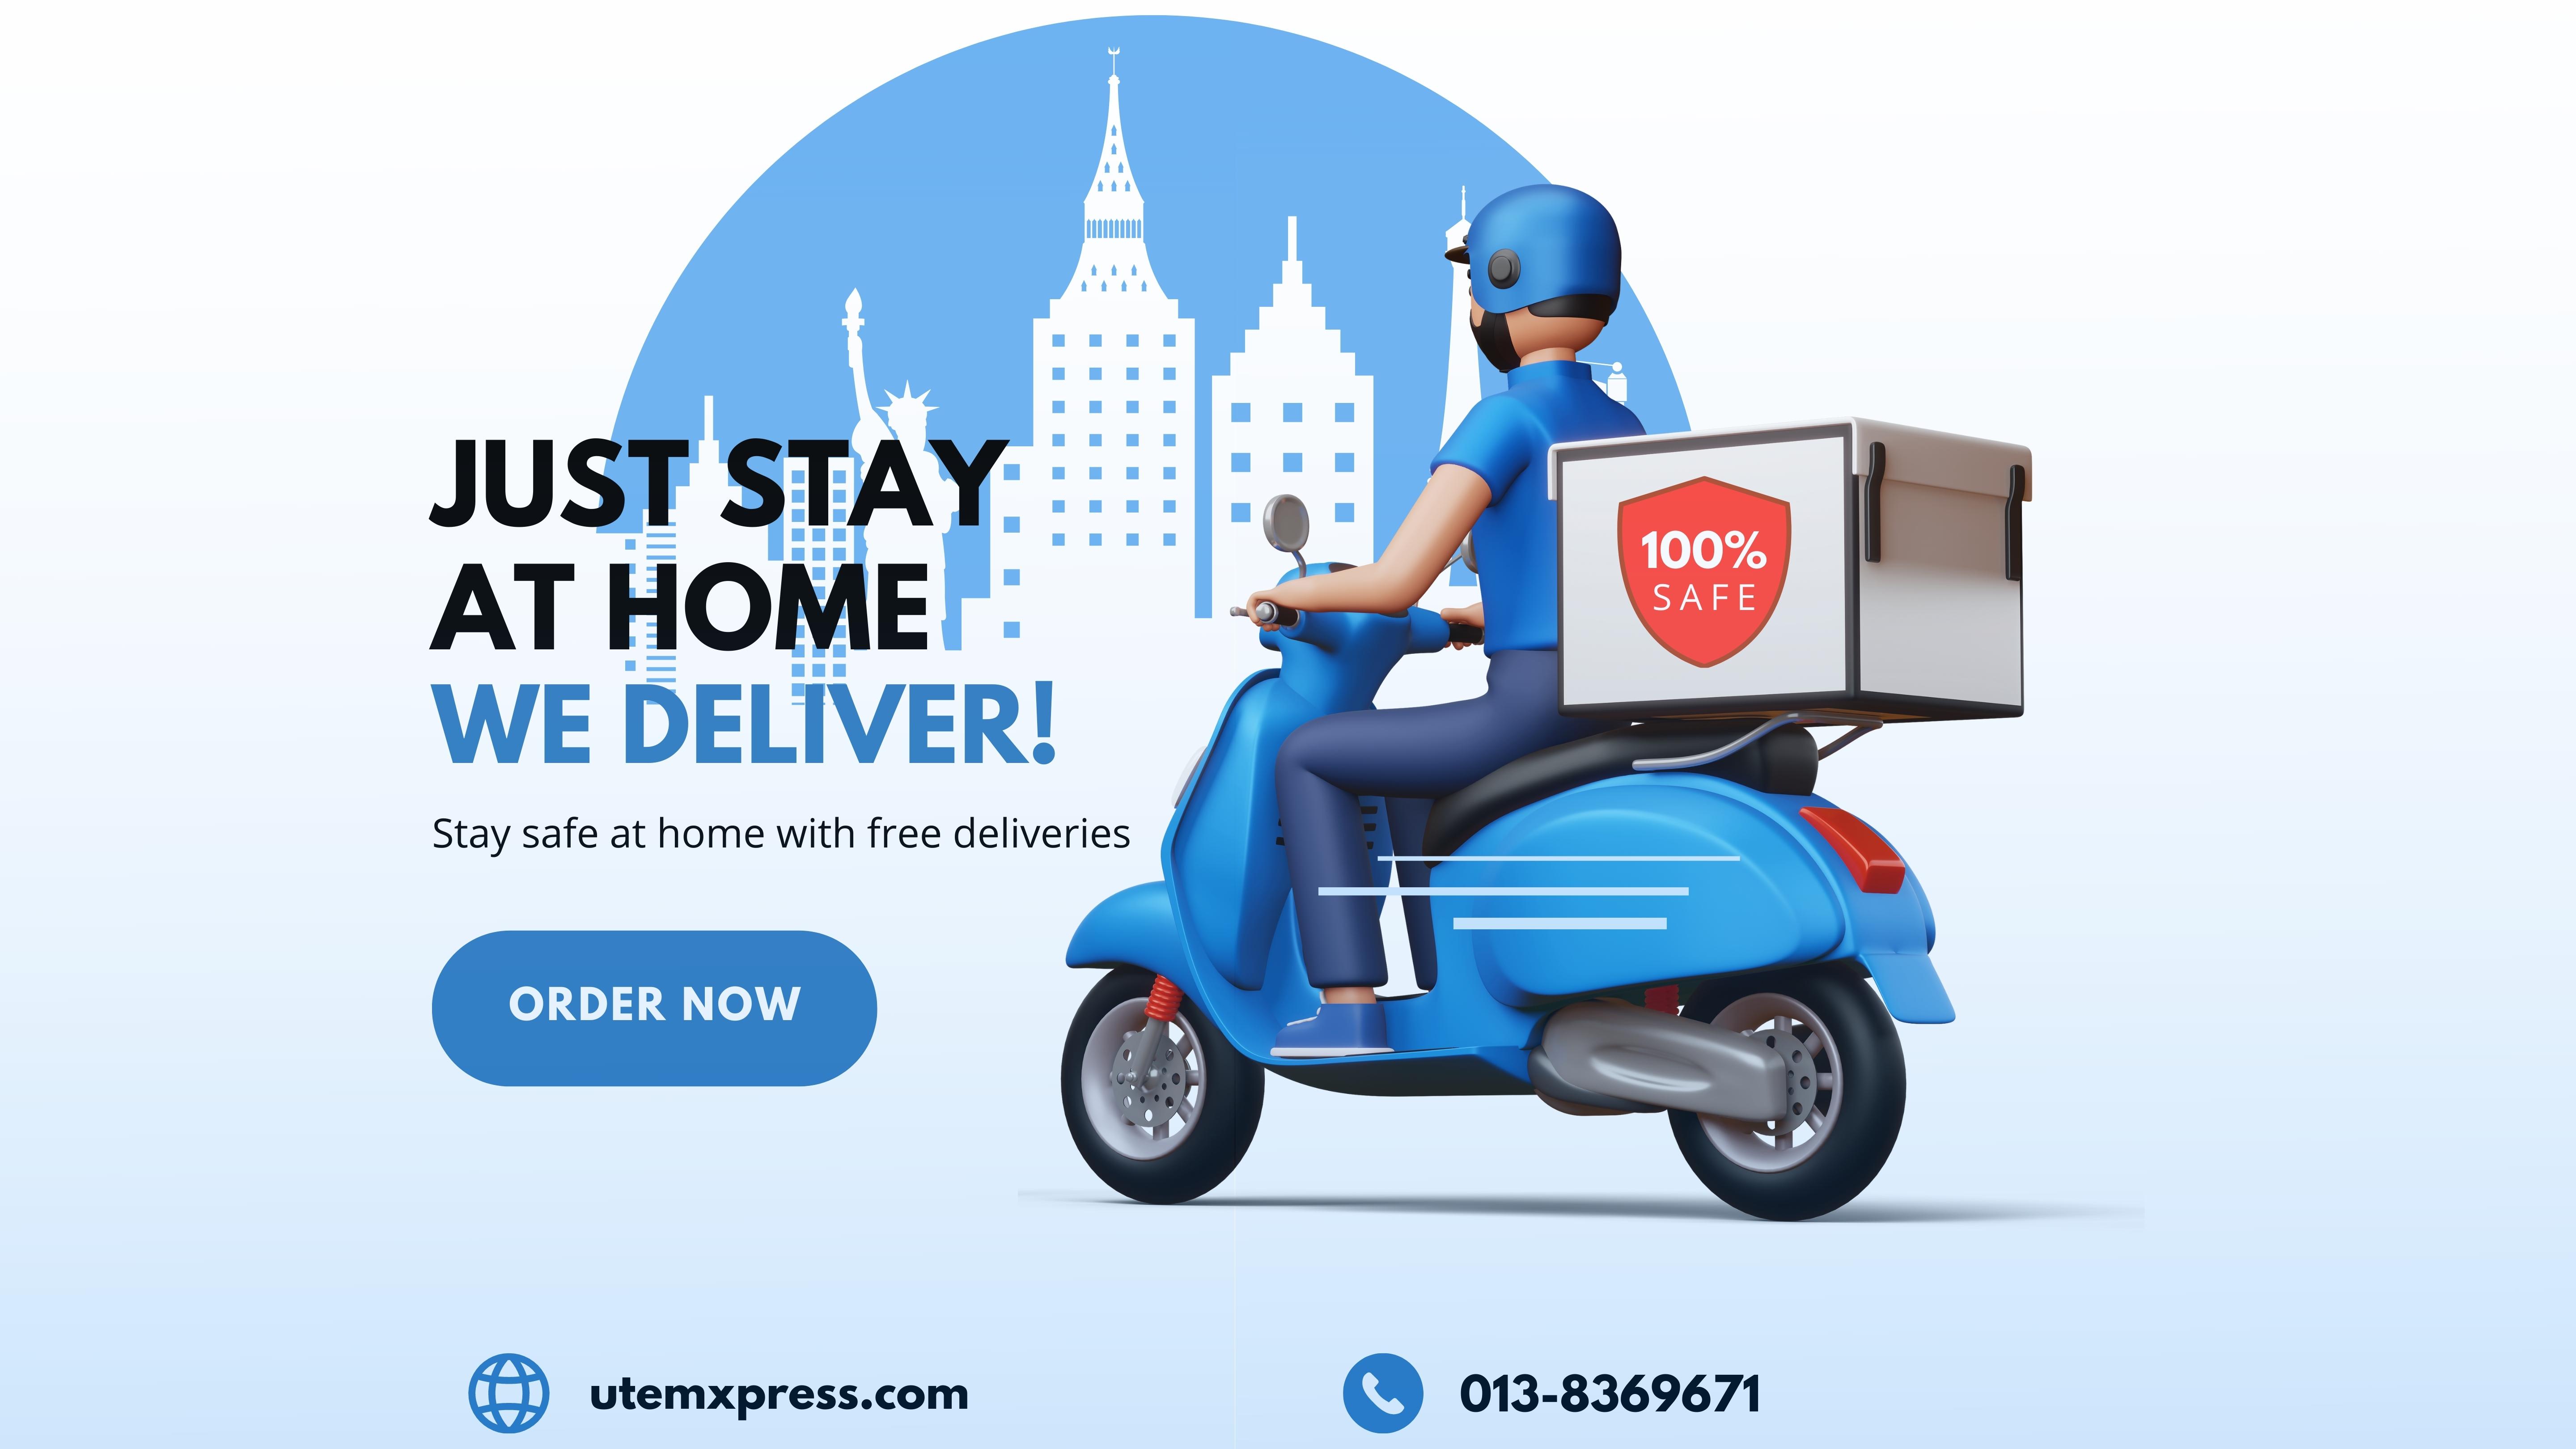 JUST STAY
AT HOME
WE DELIVER!
Stay safe at home with free deliveries
ORDER NOW
100%
SAFE
utemxpress.com
013-8369671